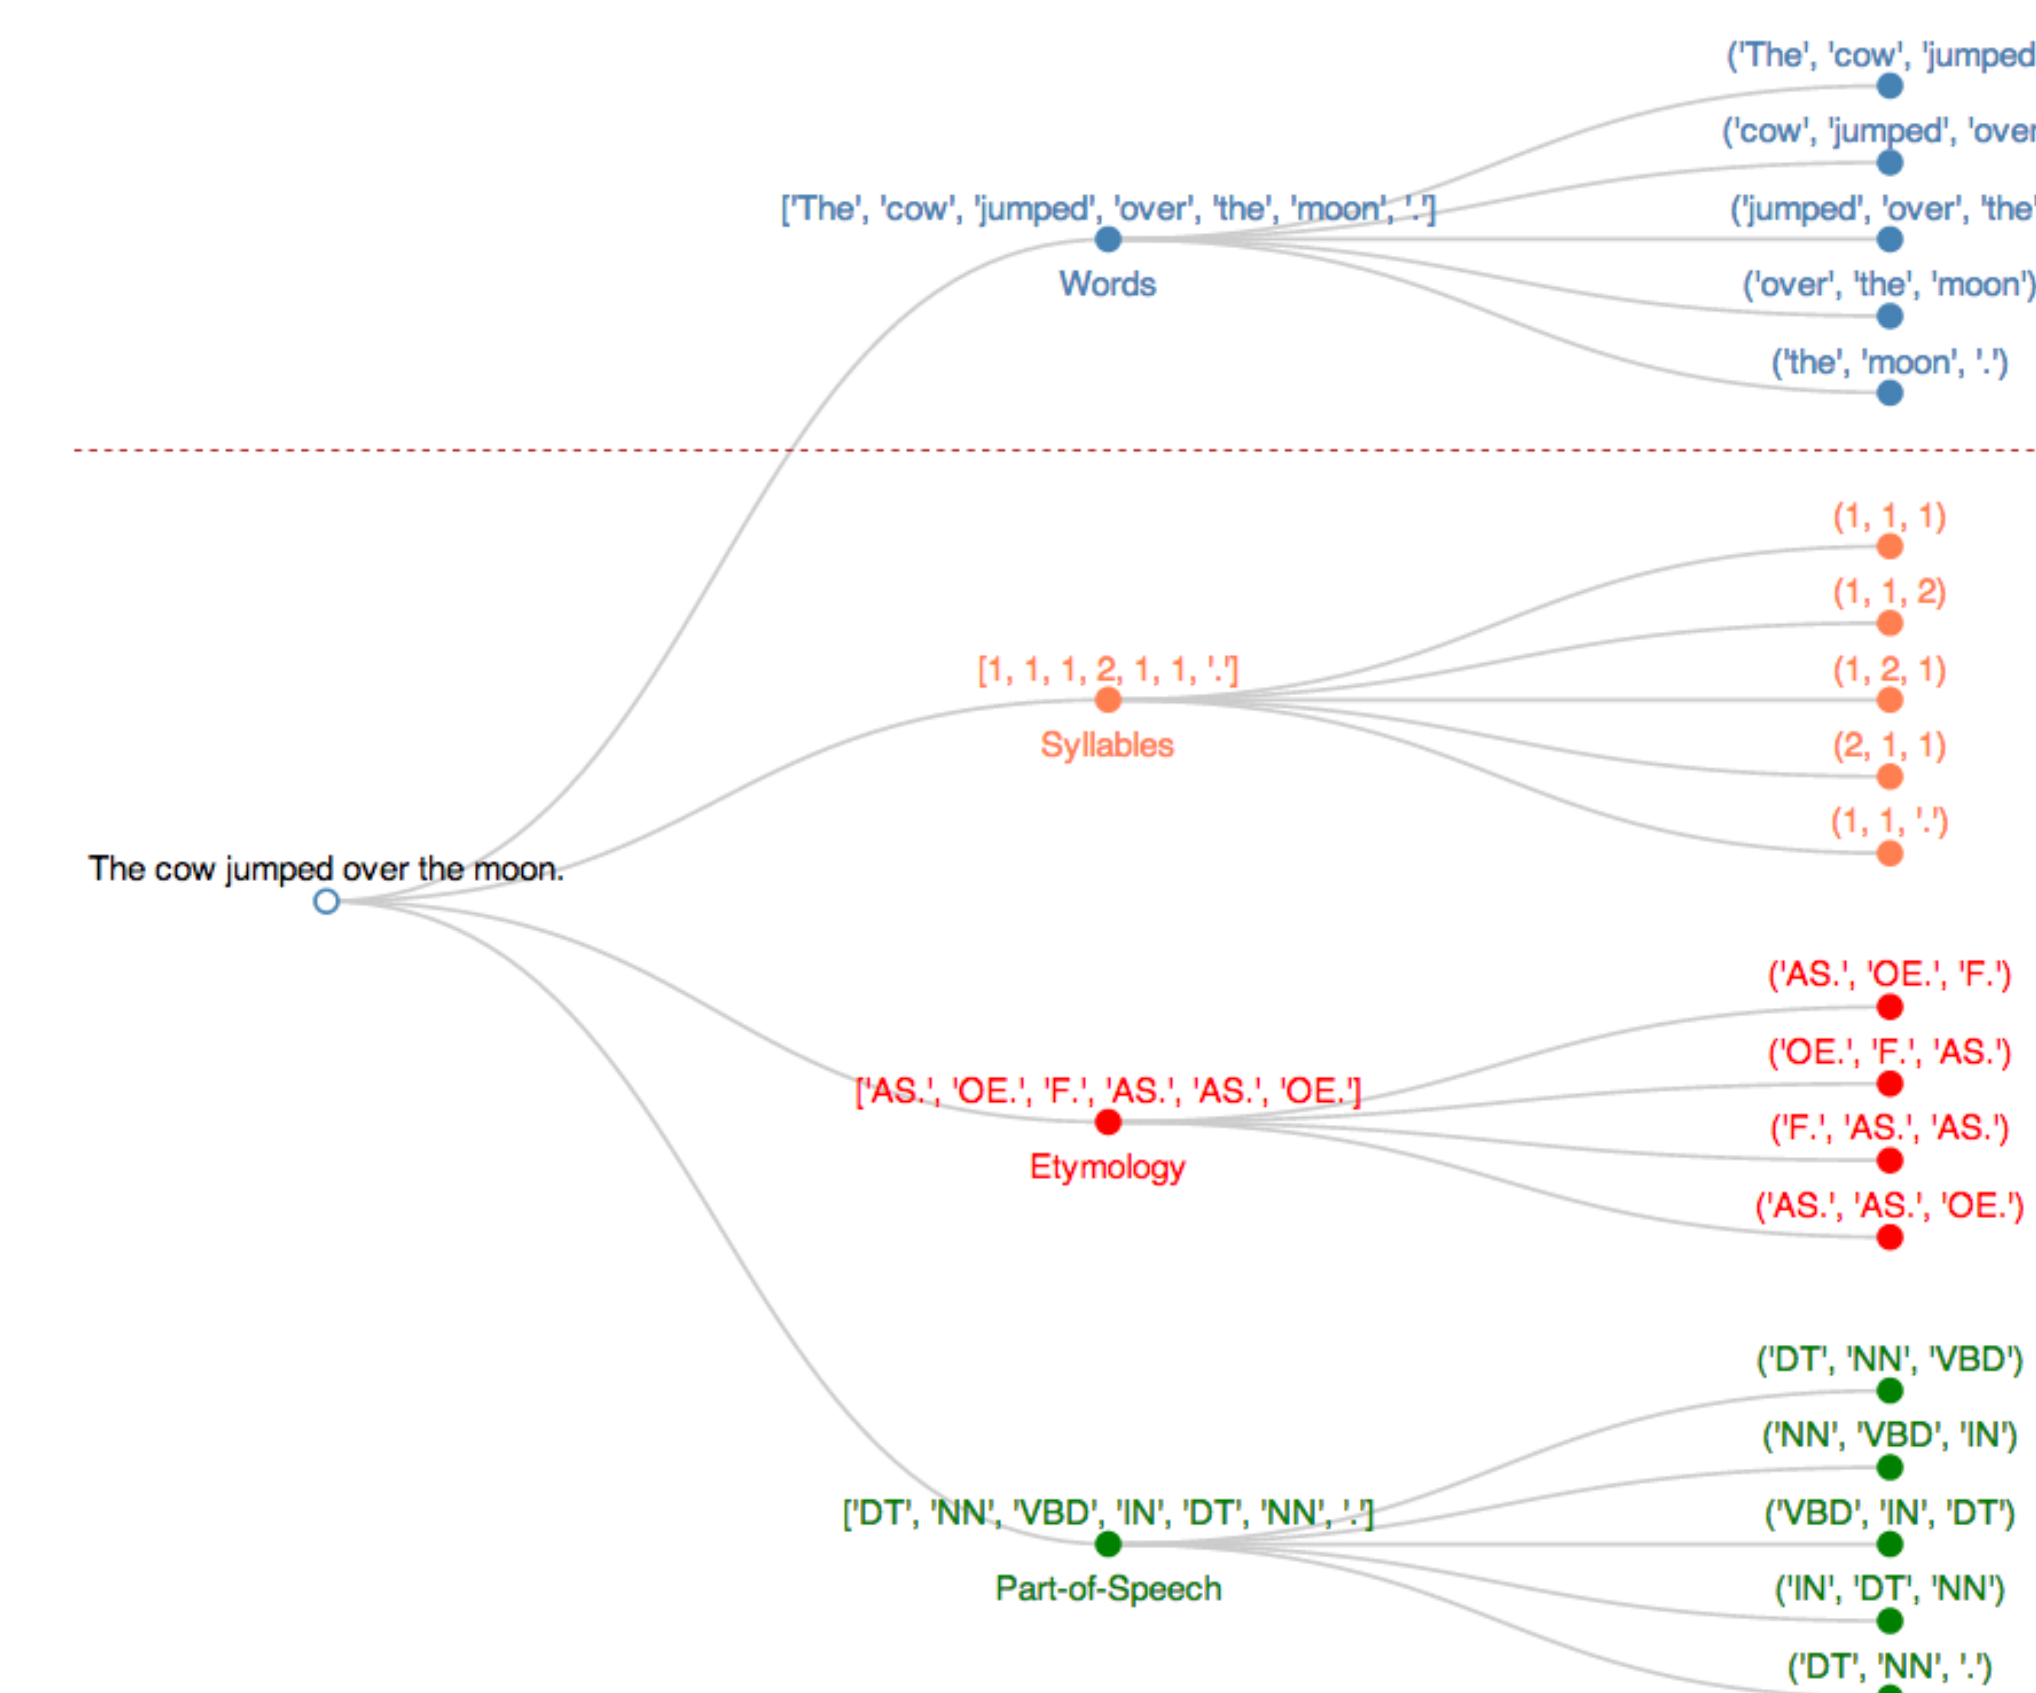 ('The', 'cow', 'jumped
('cow', 'jumped', 'over
['The', 'cow', 'jumped', 'over', 'the', 'moon', '.']
('jumped', 'over', 'the'
Words
('over', 'the', 'moon')
('the', 'moon', '.')
(1, 1, 1)
(1, 1, 2)
[1, 1, 1, 2, 1, 1, '.']
(1, 2, 1)
Syllables
(2, 1, 1)
(1, 1, '.')
The cow jumped over the moon.
('AS.', 'OE.', 'F.')
('OE.', 'F.', 'AS.')
['AS.', 'OE.', 'F.', 'AS.', 'AS.', 'OE.']
('F.', 'AS.', 'AS.')
Etymology
('AS.', 'AS.', 'OE.')
('DT', 'NN', 'VBD')
('NN', 'VBD', 'IN')
['DT', 'NN', 'VBD', 'IN', 'DT', 'NN', '.']
('VBD', 'IN', 'DT')
Part-of-Speech
('IN', 'DT', 'NN')
('DT', 'NN', '.')